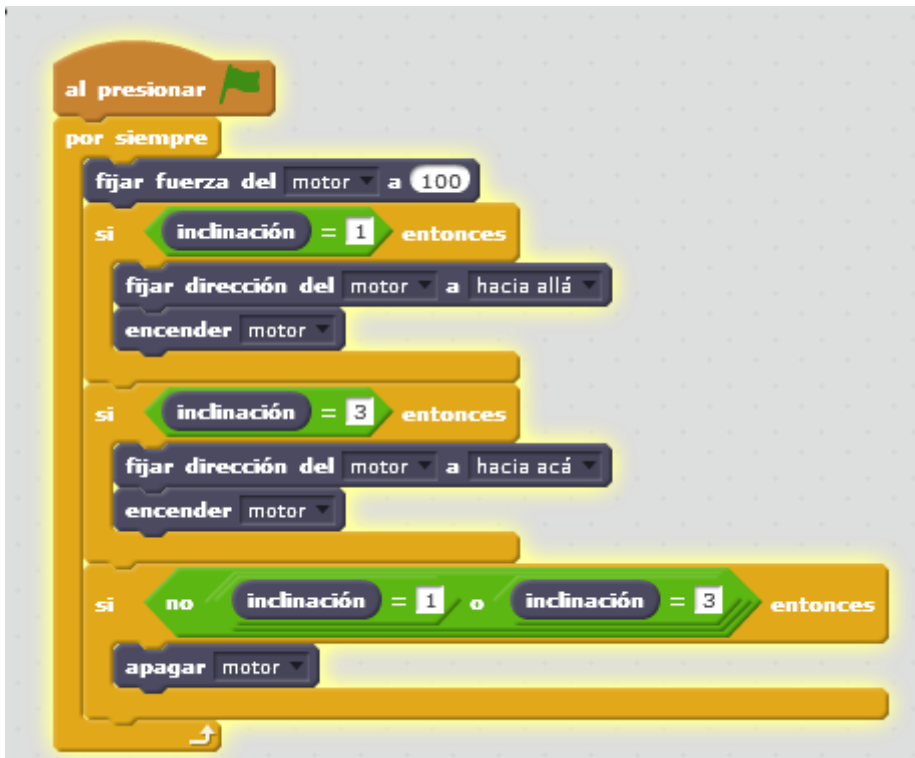 al presionar
por siempre
fijar fuerza del motor a 100
si inclinación = 1 entonces
fijar dirección del motor a hacia allá
encender motor
si inclinación = 3 entonces
fijar dirección del motor a hacia acá
encender motor
si no inclinación = 1 o inclinación = 3 entonces
apagar motor